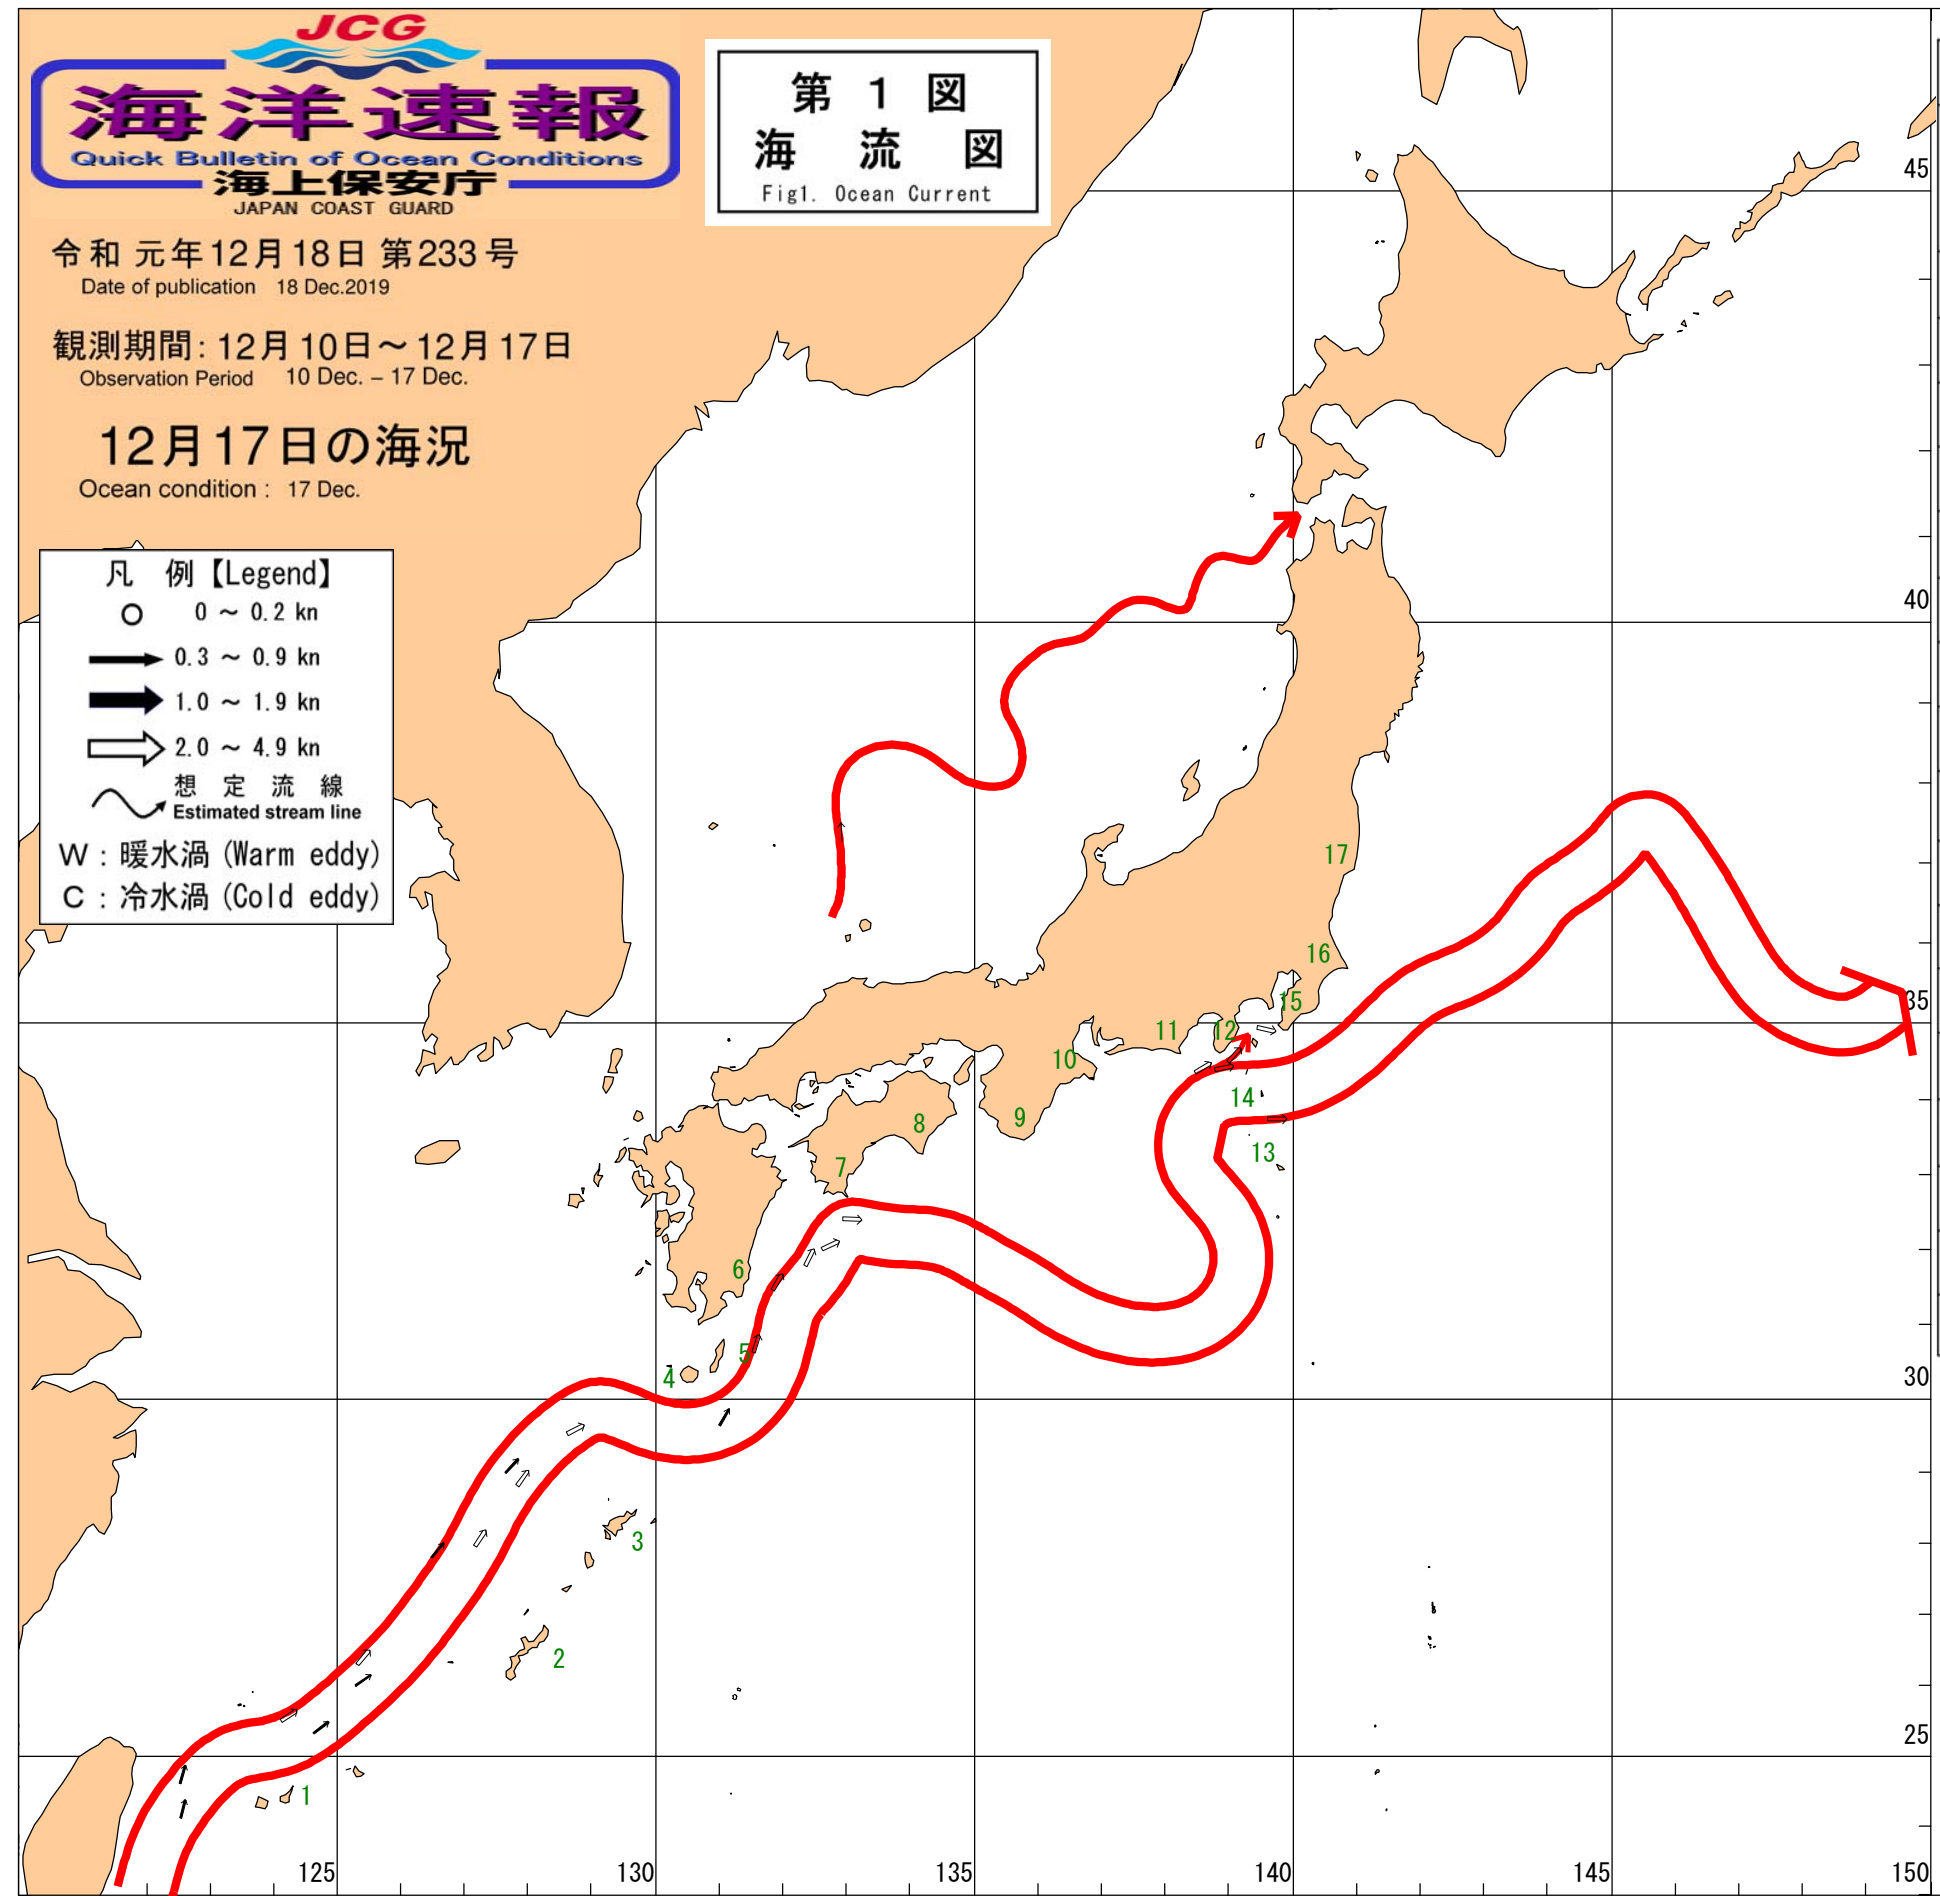 JCG
海洋速報
Quick Bulletin of Ocean Conditions
海上保安庁
JAPAN COAST GUARD
第 1 図
海 流 図
Fig1. Ocean Current
令和 元年12月18日 第233号
Date of publication 18 Dec.2019
観測期間: 12月10日～12月17日
Observation Period 10 Dec. – 17 Dec.
12月17日の海況
Ocean condition : 17 Dec.
凡 例【Legend】
0 ～ 0.2 kn
0.3 ～ 0.9 kn
1.0 ～ 1.9 kn
2.0 ～ 4.9 kn
想 定 流 線
Estimated stream line
W : 暖水渦 (Warm eddy)
C : 冷水渦 (Cold eddy)
45
40
35
30
25
17
16
15
12
11
10
14
9
8
13
7
6
5
4
3
2
1
125
130
135
140
145
150